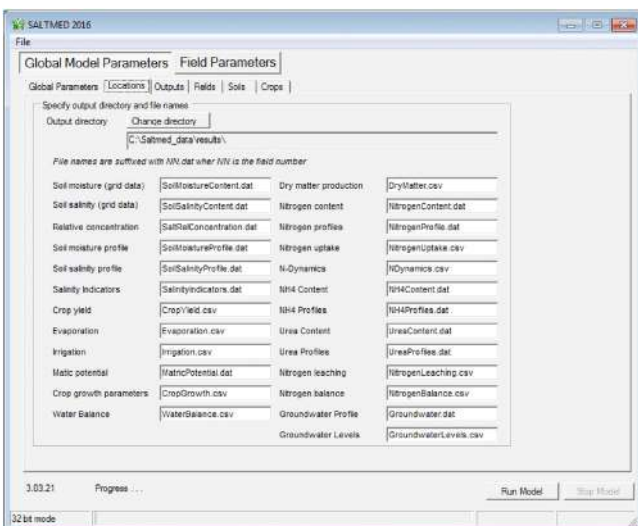 SALTMED 2016
File
Global Model Parameters Field Parameters
Global Parameters Locations Outputs Fields Soils Crops
Specify output directory and file names
Output directory Change directory
C:\Saltmed_data\results\
File names are suffixed with NN.dat wher NN is the field number
Soil moisture (grid data) SoilMoistureContent.dat Dry matter production DryMatter.csv
Soil salinity (grid data) SoilSalinityContent.dat Nitrogen content NitrogenContent.dat
Relative concentration SaltRelConcentration.dat Nitrogen profiles NitrogenProfile.dat
Soil moisture profile SoilMoistureProfile.dat Nitrogen uptake NitrogenUptake.csv
Soil salinity profile SoilSalinityProfile.dat N-Dynamics NDynamics.csv
Salinity Indicators SalinityIndicators.dat NH4 Content NH4Content.dat
Crop yield CropYield.csv NH4 Profiles NH4Profiles.dat
Evaporation Evaporation.csv Urea Content UreaContent.dat
Irrigation Irrigation.csv Urea Profiles UreaProfiles.dat
Matic potential MatricPotential.dat Nitrogen leaching NitrogenLeaching.csv
Crop growth parameters CropGrowth.csv Nitrogen balance NitrogenBalance.csv
Water Balance WaterBalance.csv Groundwater Profile Groundwater.dat
Groundwater Levels GroundwaterLevels.csv
3.03.21 Progress . . . Run Model Stop Model
32 bit mode